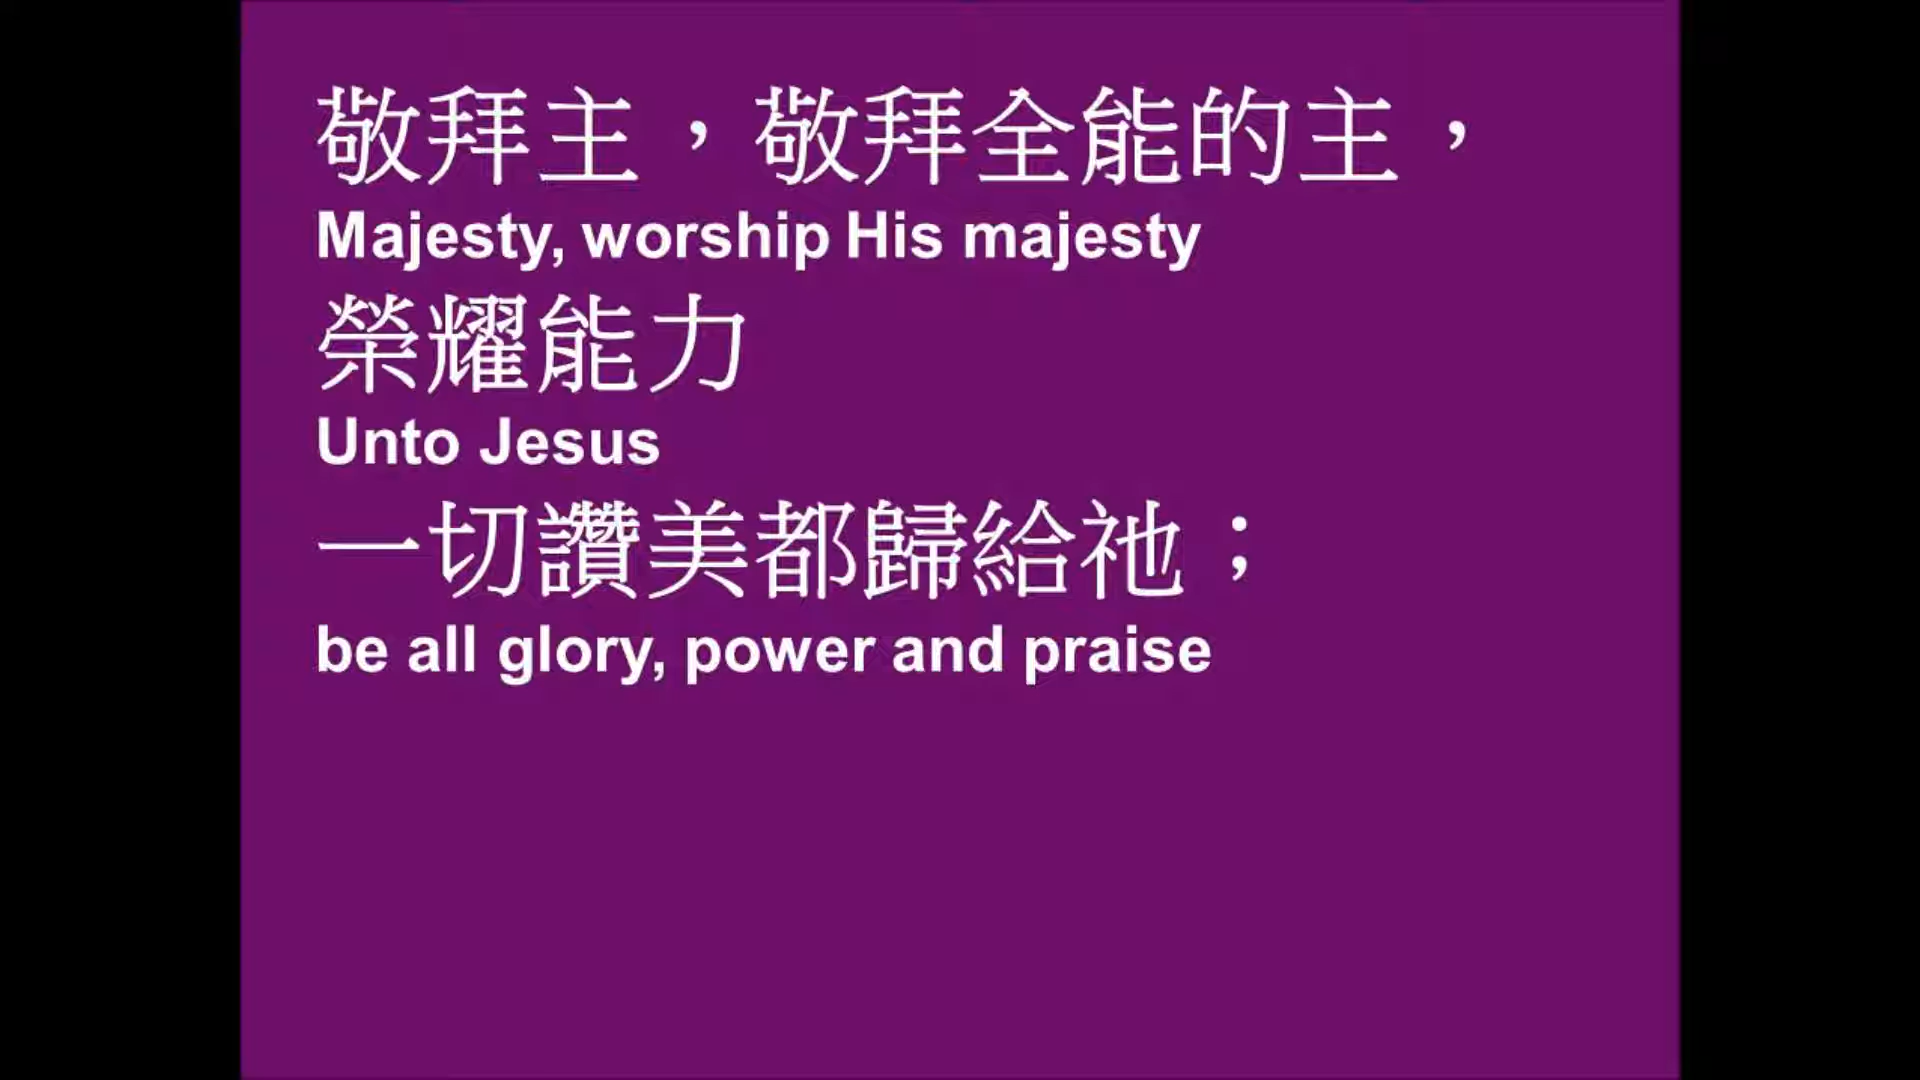 敬拜主，敬拜全能的主，
Majesty, worship His majesty
榮耀能力
Unto Jesus
一切讚美都歸給祂；
be all glory, power and praise